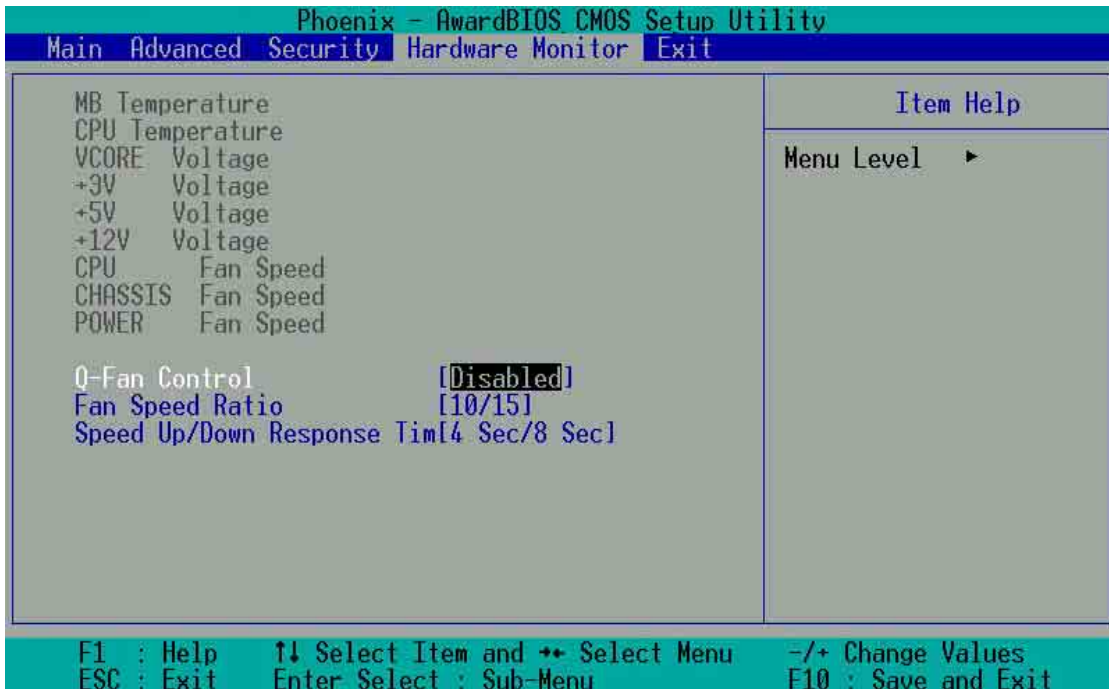 Phoenix - AwardBIOS CMOS Setup Utility
Main Advanced Security Hardware Monitor Exit
MB Temperature
CPU Temperature
VCORE Voltage
+3V Voltage
+5V Voltage
+12V Voltage
CPU Fan Speed
CHASSIS Fan Speed
POWER Fan Speed
Q-Fan Control [Disabled]
Fan Speed Ratio [10/15]
Speed Up/Down Response Tim[4 Sec/8 Sec]
Item Help
Menu Level ►
F1 : Help ↑↓ Select Item and ←→ Select Menu -/+ Change Values
ESC : Exit Enter Select : Sub-Menu F10 : Save and Exit